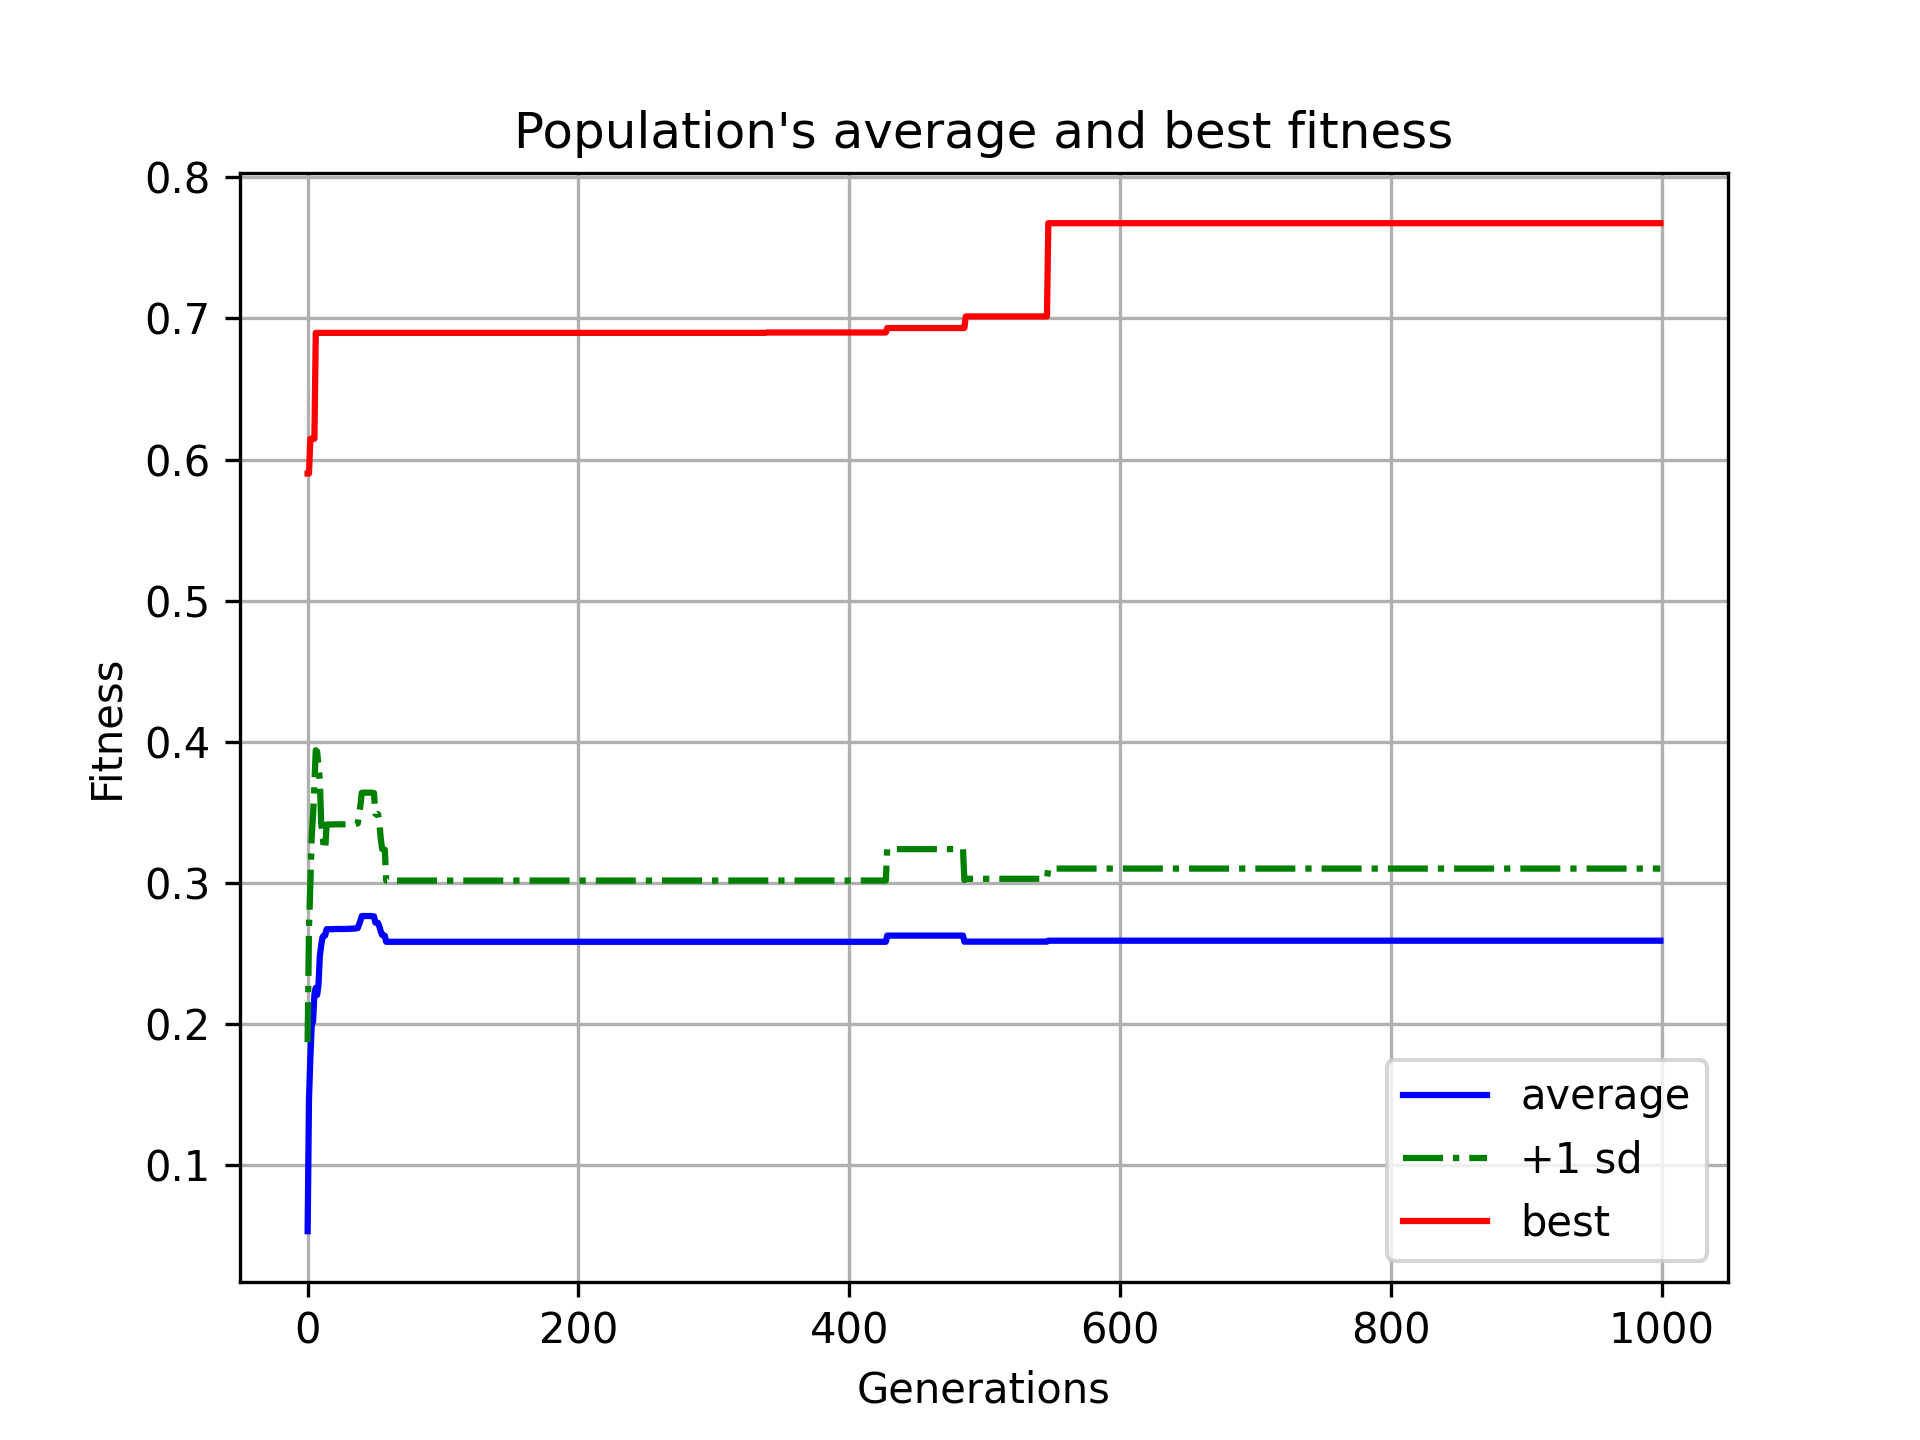 Population's average and best fitness
0.8
0.7
0.6
0.5
0.4
0.3
0.2
0.1
Fitness
0 200 400 600 800 1000
Generations
average
+1 sd
best